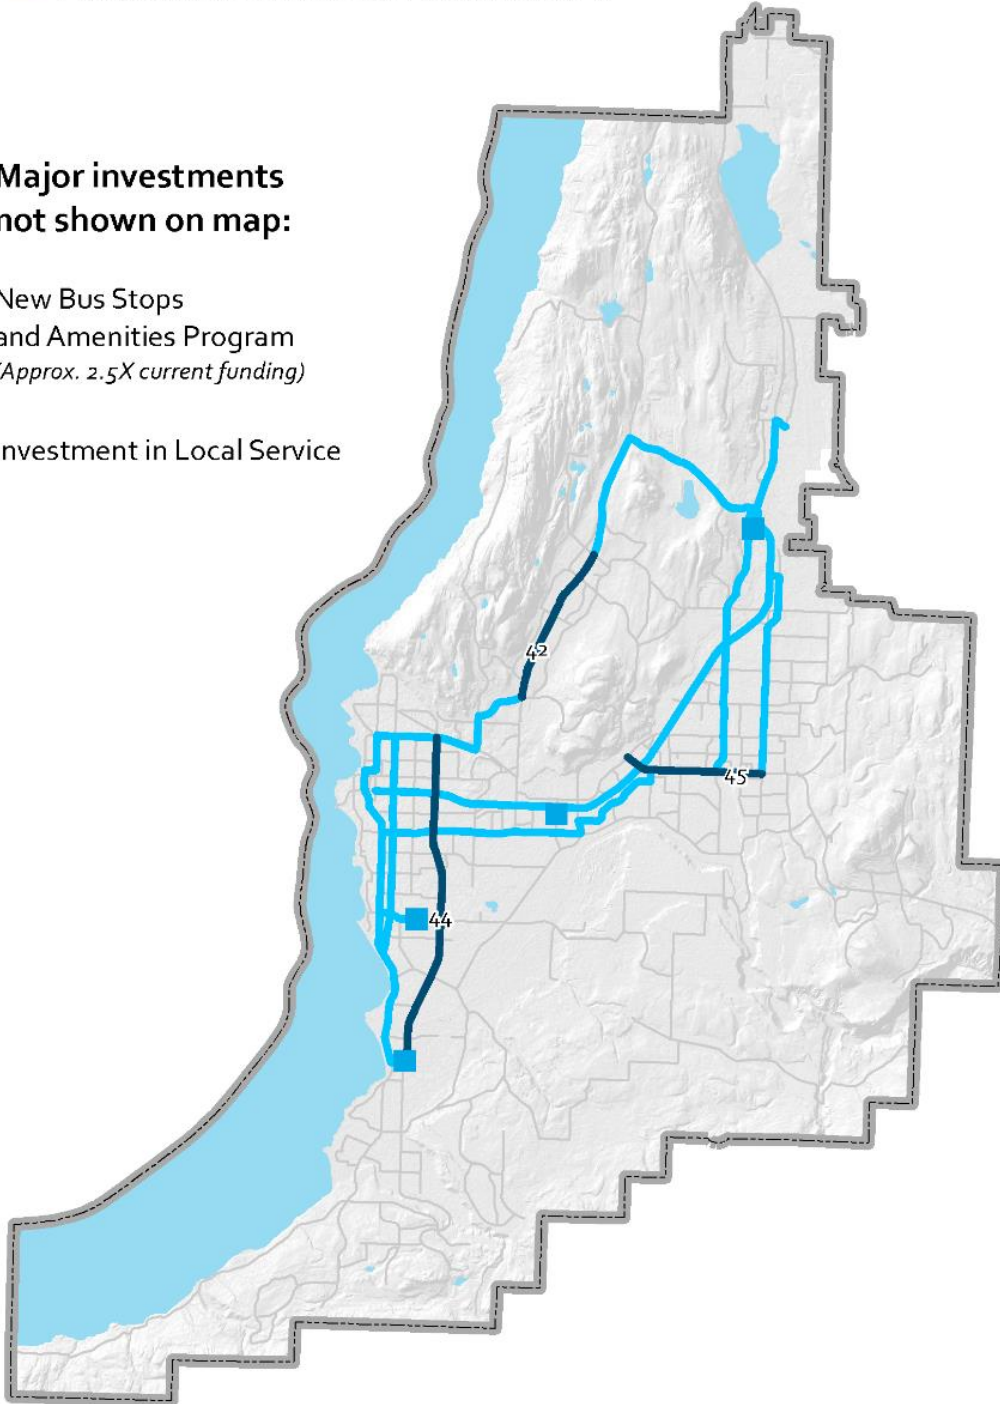 Major investments
not shown on map:
New Bus Stops
and Amenities Program
(Approx. 2.5X current funding)
Investment in Local Service
42
45
44